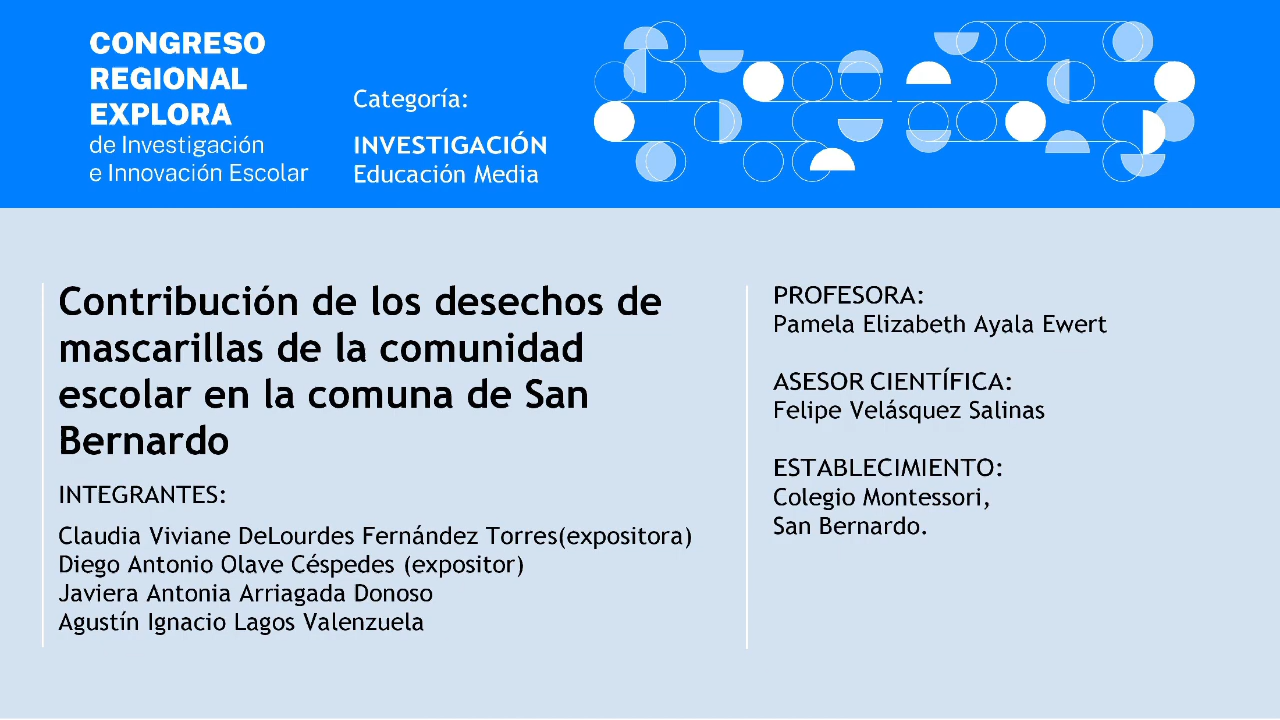 CONGRESO
REGIONAL
EXPLORA
de Investigación
e Innovación Escolar
Categoría:
INVESTIGACIÓN
Educación Media
Contribución de los desechos de
mascarillas de la comunidad
escolar en la comuna de San
Bernardo
INTEGRANTES:
Claudia Viviane DeLourdes Fernández Torres(expositora)
Diego Antonio Olave Céspedes (expositor)
Javiera Antonia Arriagada Donoso
Agustín Ignacio Lagos Valenzuela
PROFESORA:
Pamela Elizabeth Ayala Ewert
ASESOR CIENTÍFICA:
Felipe Velásquez Salinas
ESTABLECIMIENTO:
Colegio Montessori,
San Bernardo.